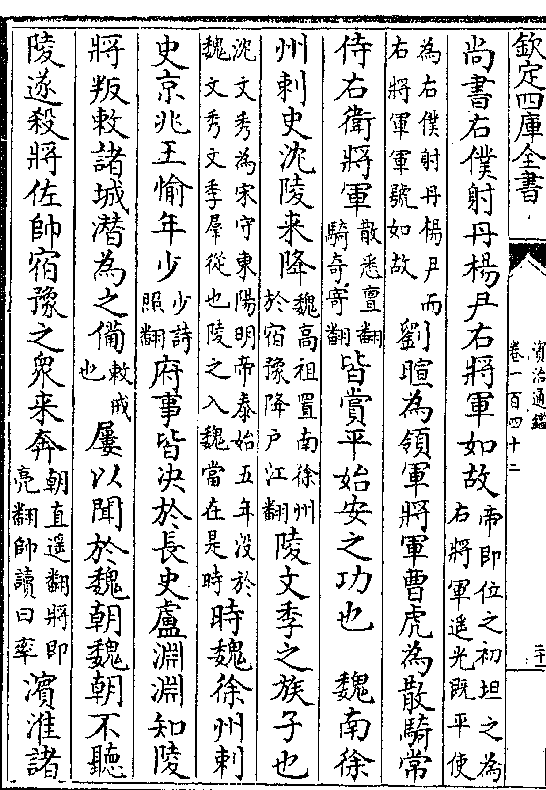 欽定四庫全書
資治通鑑
卷一百四十二
三十一
尚書右僕射丹楊尹右將軍如故帝即位之初坦之為
右將軍遥光既平使
為右僕射丹楊尹而
右將軍軍號如故劉暄為領軍將軍曹虎為散騎常
侍右衛將軍散悉亶翻
騎奇寄翻皆賞平始安之功也　魏南徐
州刺史沈陵來降魏高祖置南徐州
於宿豫降户江翻陵文季之族子也
沈文秀為宋守東陽明帝泰始五年没於
魏文秀文季羣從也陵之入魏當在是時時魏徐州刺
史京兆王愉年少少詩
照翻府事皆决於長史盧淵淵知陵
將叛敕諸城潛為之備敕戒
也屢以聞於魏朝魏朝不聽
陵遂殺將佐帥宿豫之衆来奔朝直遥翻將即
亮翻帥讀曰率濱淮諸